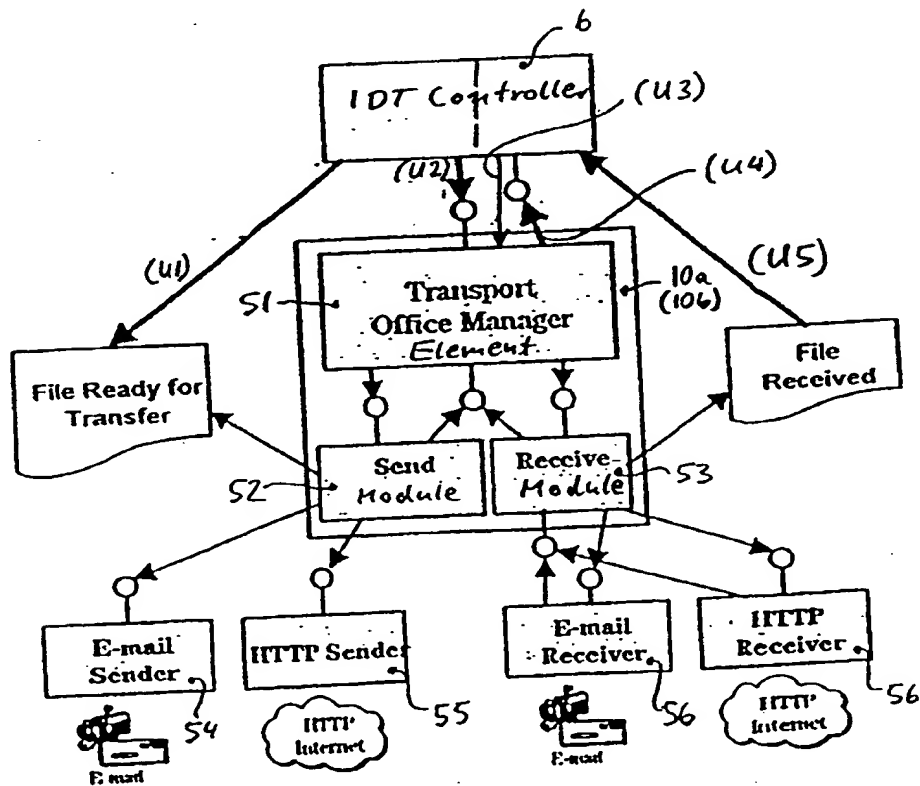 6
IDT Controller
(U3)
(U2)
(U4)
(U1)
(U5)
51
Transport
Office Manager
Element
10a
(10b)
File Ready for
Transfer
File
Received
52
Send
Module
Receive
Module
53
E-mail
Sender
HTTP Sender
E-mail
Receiver
HTTP
Receiver
54
55
56
56
E-mail
HTTP
Internet
E-mail
HTTP
Internet